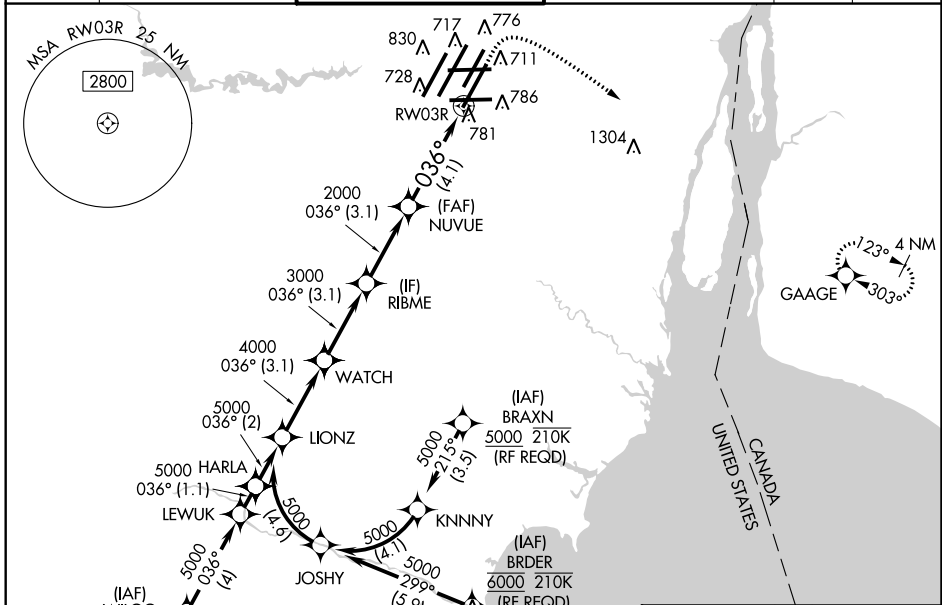 MSA RW03R 25 NM
2800
830
717
776
711
728
786
RW03R
781
1304
036°
(4.1)
2000
036° (3.1)
(FAF)
NUVUE
123°
4 NM
303°
GAAGE
3000
036° (3.1)
(IF)
RIBME
4000
036° (3.1)
WATCH
5000
036° (2)
LIONZ
(IAF)
BRAXN
5000 210K
(RF REQD)
5000
215°
(3.5)
CANADA
UNITED STATES
HARLA
5000
036° (1.1)
LEWUK
5000
(4.6)
KNNNY
5000
(4.1)
JOSHY
5000
036°
(4)
5000
299°
(IAF)
BRDER
6000 210K
(RF REQD)
(IAF)